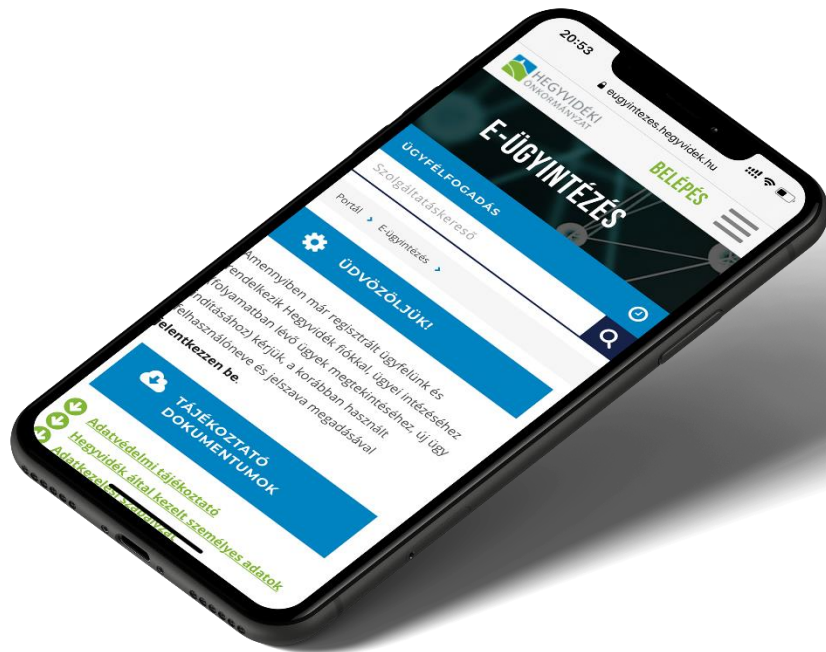 20:53
eugyintezes.hegyvidek.hu
HEGYVIDÉKI
ÖNKORMÁNYZAT
BELÉPÉS
E-ÜGYINTÉZÉS
ÜGYFÉLFOGADÁS
Szolgáltatáskereső
Portál > E-ügyintézés >
ÜDVÖZÖLJÜK!
Amennyiben már regisztrált ügyfelünk és
rendelkezik Hegyvidék fiókkal, ügyei intézéséhez
folyamatban lévő ügyek megtekintéséhez, új ügy
indításához) kérjük, a korábban használt
felhasználóneve és jelszava megadásával
jelentkezzen be.
TÁJÉKOZTATÓ
DOKUMENTUMOK
Adatvédelmi tájékoztató
Hegyvidék által kezelt személyes adatok
Adatkezelési szabályzat